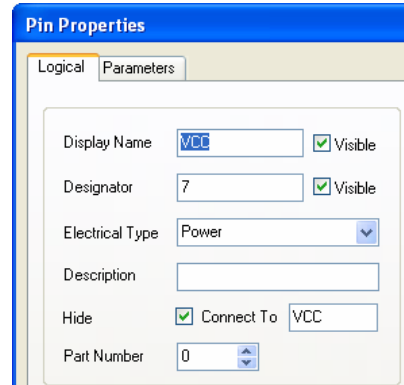 Pin Properties
Logical Parameters
Display Name VCC Visible
Designator 7 Visible
Electrical Type Power
Description
Hide Connect To VCC
Part Number 0